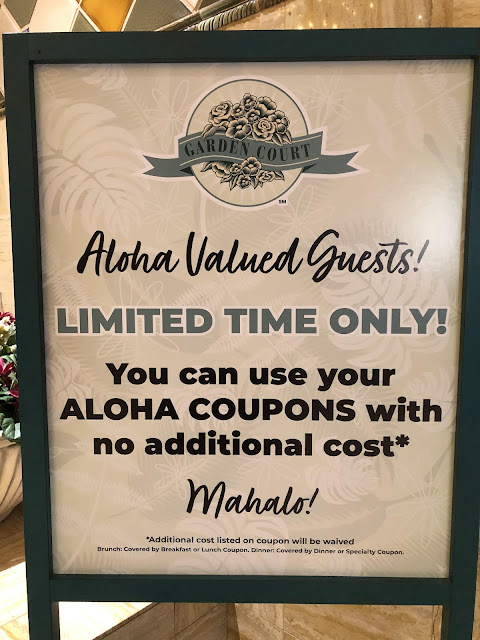 GARDEN COURT
SM
Aloha Valued Guests!
LIMITED TIME ONLY!
You can use your
ALOHA COUPONS with
no additional cost*
Mahalo!
*Additional cost listed on coupon will be waived
Brunch: Covered by Breakfast or Lunch Coupon. Dinner: Covered by Dinner or Specialty Coupon.